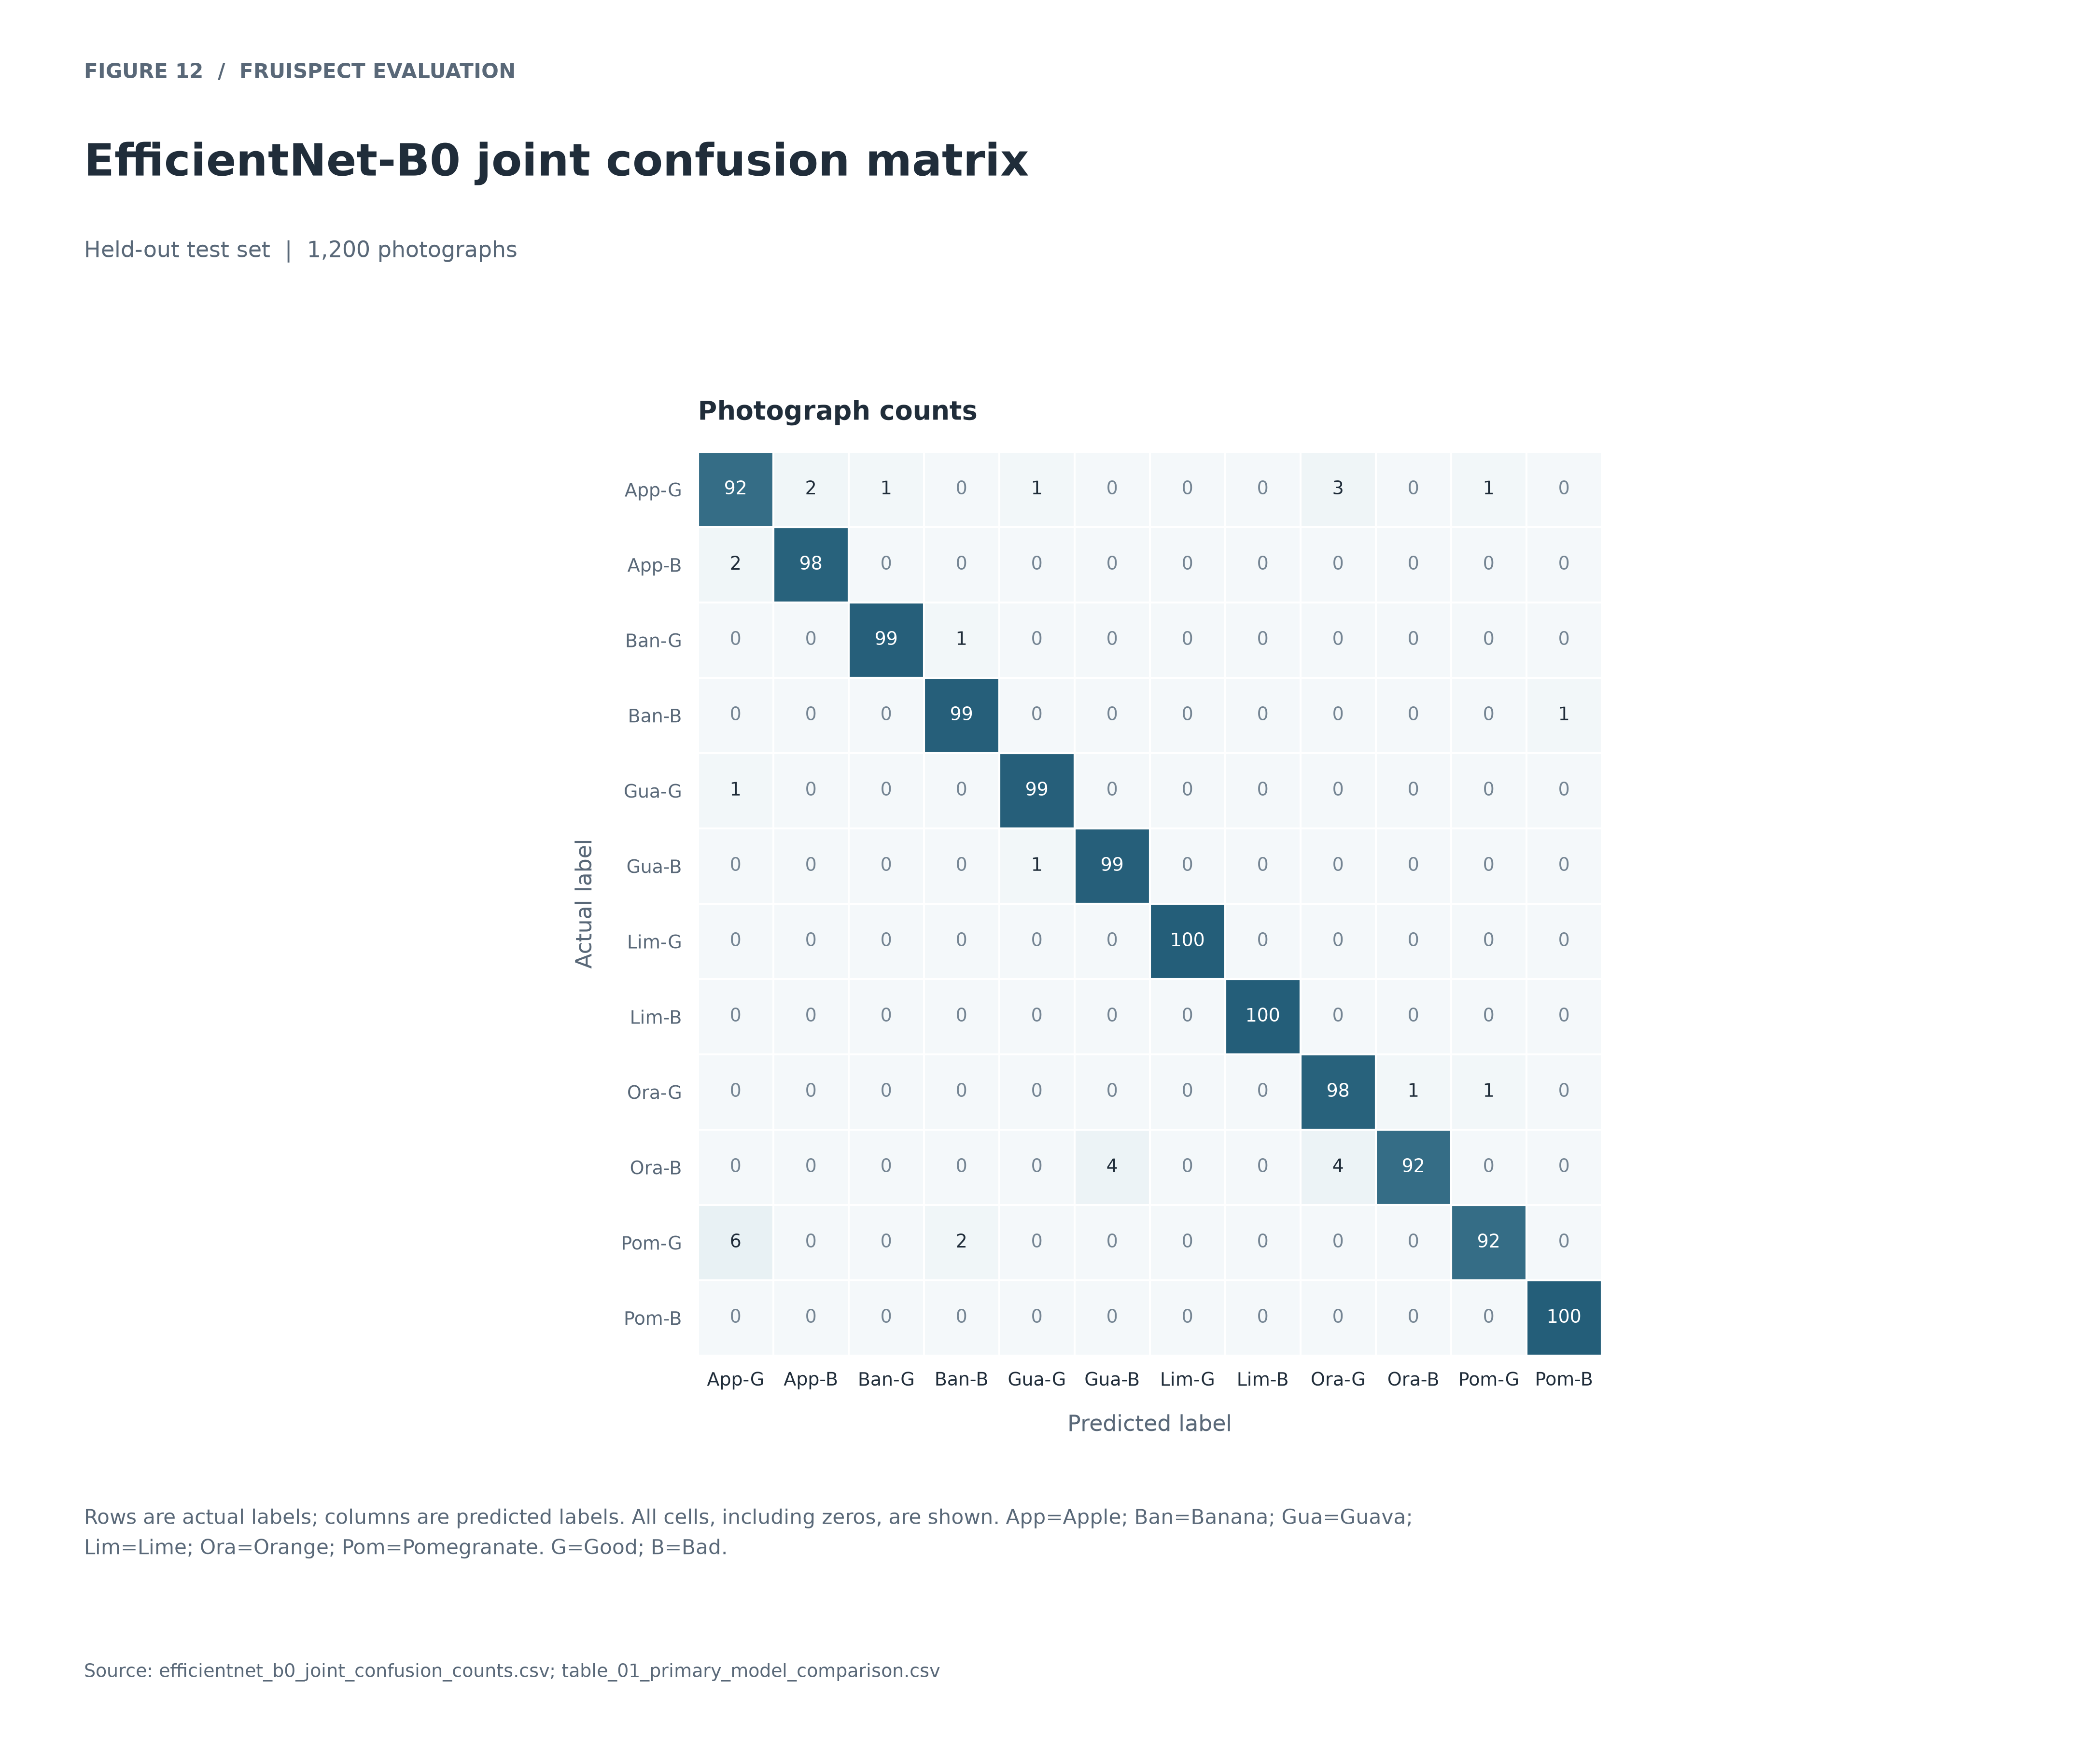 FIGURE 12 / FRUISPECT EVALUATION
EfficientNet-B0 joint confusion matrix
Held-out test set | 1,200 photographs
Photograph counts
Actual label
App-G 92 2 1 0 1 0 0 0 3 0 1 0
App-B 2 98 0 0 0 0 0 0 0 0 0 0
Ban-G 0 0 99 1 0 0 0 0 0 0 0 0
Ban-B 0 0 0 99 0 0 0 0 0 0 0 1
Gua-G 1 0 0 0 99 0 0 0 0 0 0 0
Gua-B 0 0 0 0 1 99 0 0 0 0 0 0
Lim-G 0 0 0 0 0 0 100 0 0 0 0 0
Lim-B 0 0 0 0 0 0 0 100 0 0 0 0
Ora-G 0 0 0 0 0 0 0 0 98 1 1 0
Ora-B 0 0 0 0 0 4 0 0 4 92 0 0
Pom-G 6 0 0 2 0 0 0 0 0 0 92 0
Pom-B 0 0 0 0 0 0 0 0 0 0 0 100
App-G App-B Ban-G Ban-B Gua-G Gua-B Lim-G Lim-B Ora-G Ora-B Pom-G Pom-B
Predicted label
Rows are actual labels; columns are predicted labels. All cells, including zeros, are shown. App=Apple; Ban=Banana; Gua=Guava;
Lim=Lime; Ora=Orange; Pom=Pomegranate. G=Good; B=Bad.
Source: efficientnet_b0_joint_confusion_counts.csv; table_01_primary_model_comparison.csv